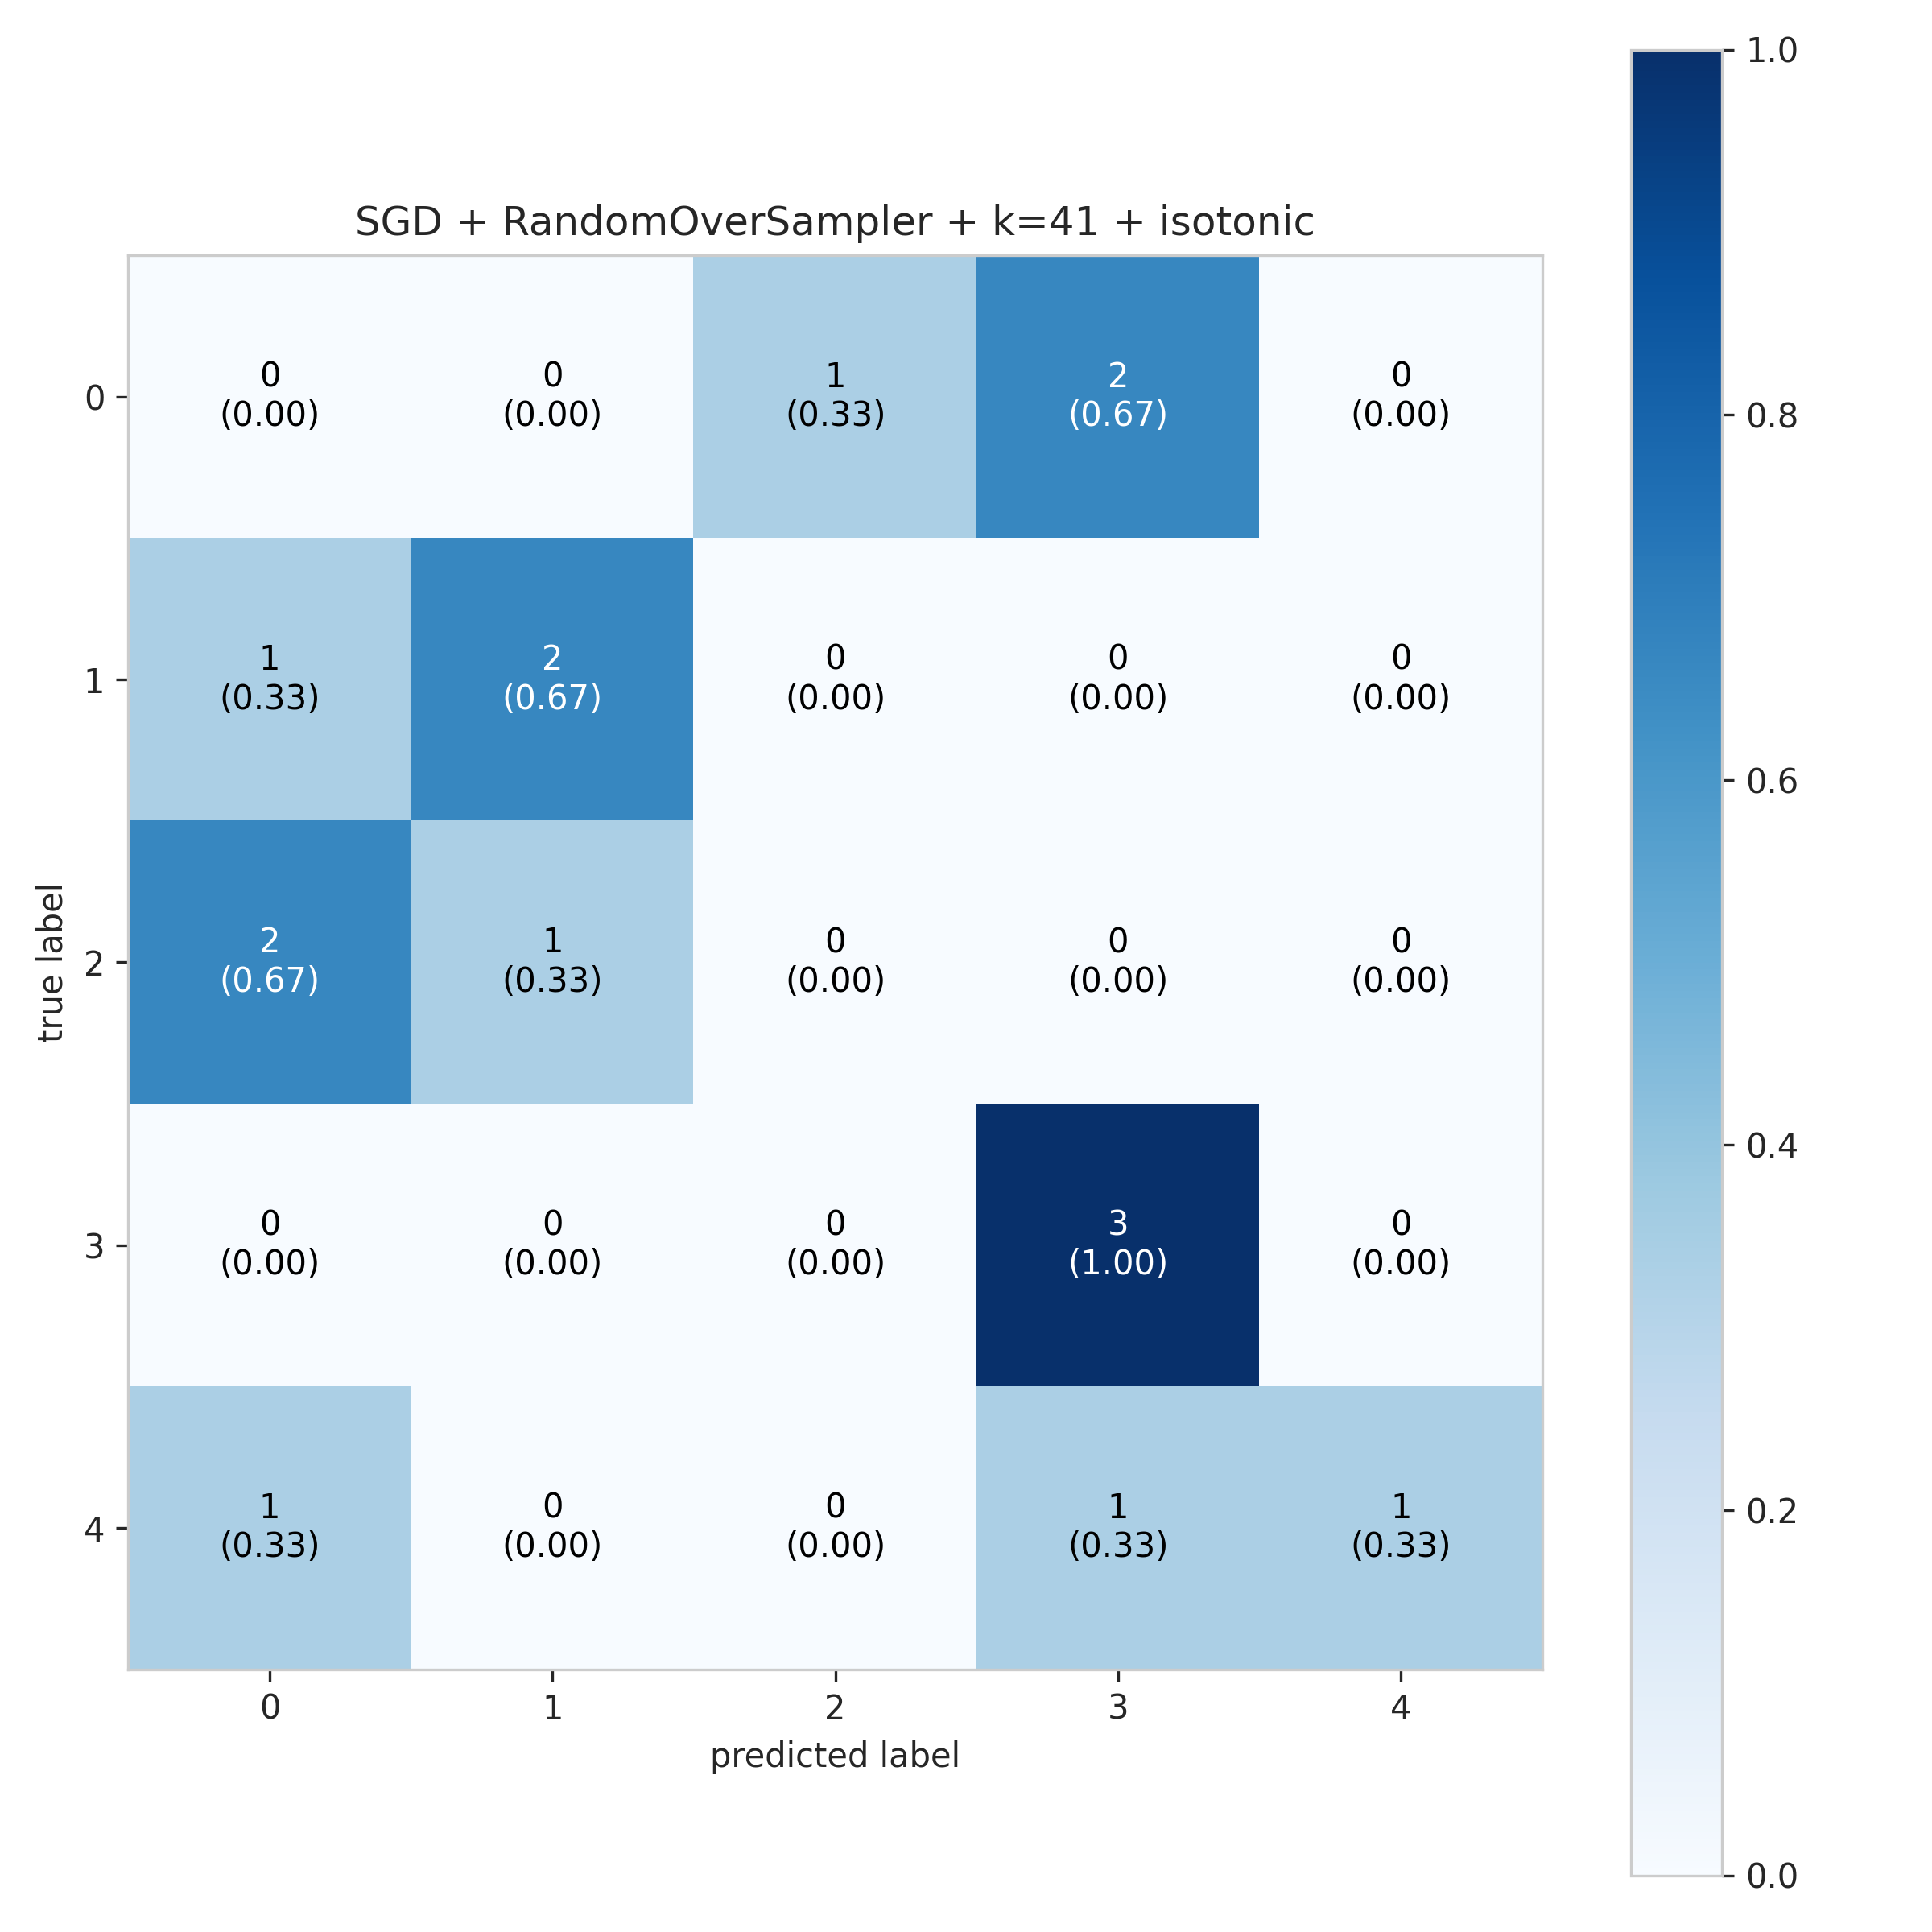 SGD + RandomOverSampler + k=41 + isotonic
1.0
0.8
0.6
0.4
0.2
0.0
true label
0
0 0 1 2 0
(0.00) (0.00) (0.33) (0.67) (0.00)
1
1 2 0 0 0
(0.33) (0.67) (0.00) (0.00) (0.00)
2
2 1 0 0 0
(0.67) (0.33) (0.00) (0.00) (0.00)
3
0 0 0 3 0
(0.00) (0.00) (0.00) (1.00) (0.00)
4
1 0 0 1 1
(0.33) (0.00) (0.00) (0.33) (0.33)
0 1 2 3 4
predicted label